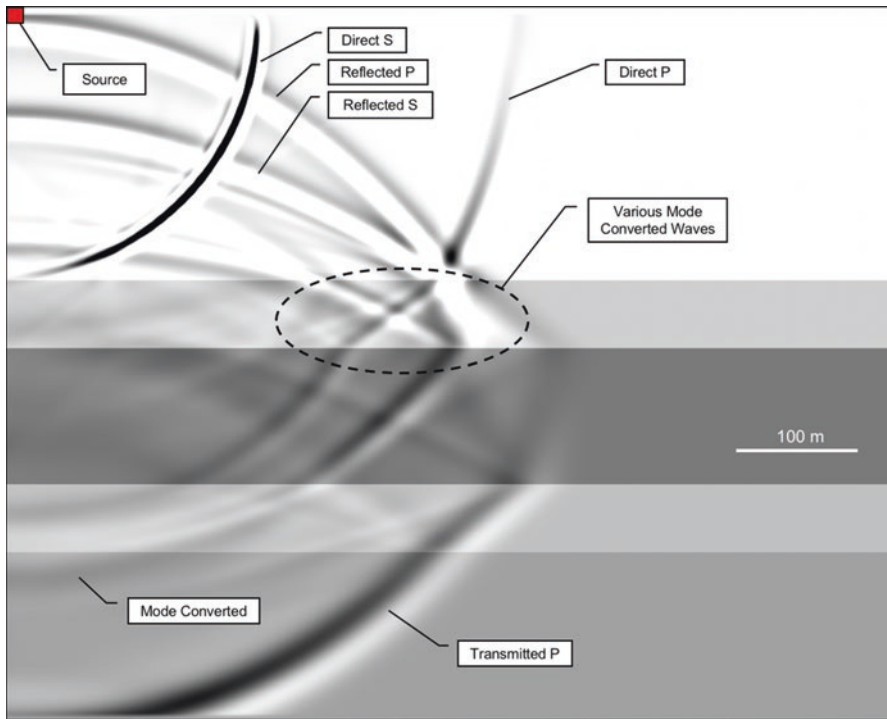 Direct S
Source
Reflected P
Direct P
Reflected S
Various Mode
Converted Waves
100 m
Mode Converted
Transmitted P